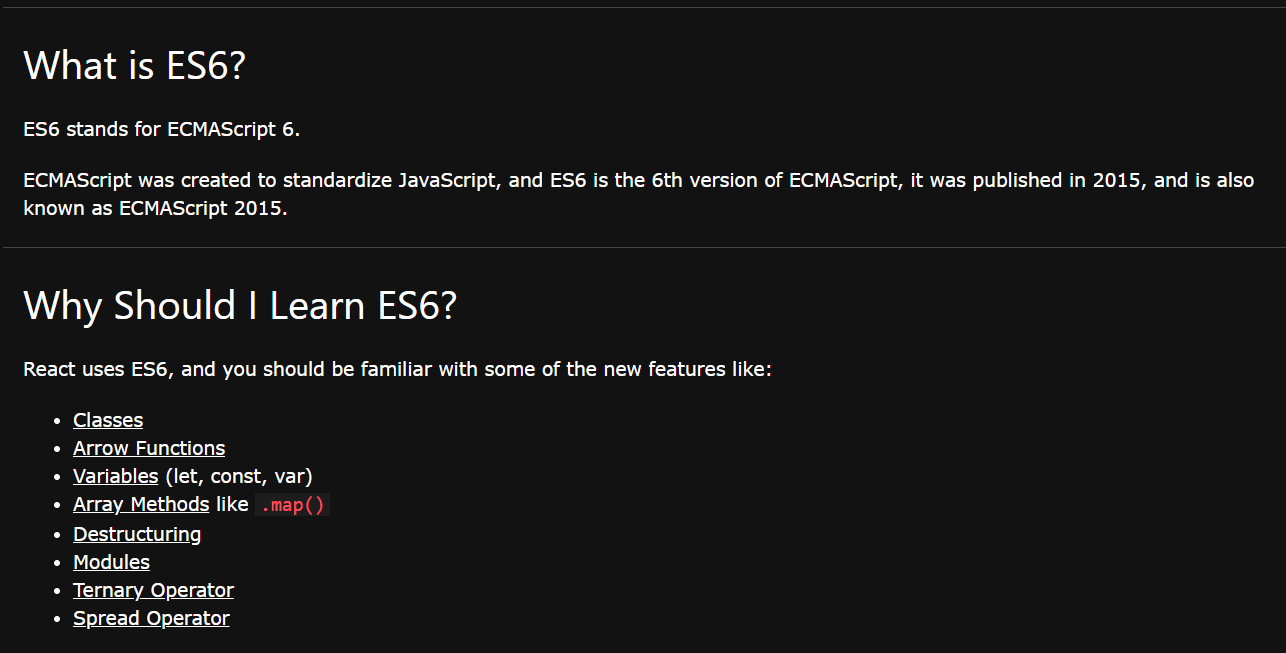 What is ES6?
ES6 stands for ECMAScript 6.
ECMAScript was created to standardize JavaScript, and ES6 is the 6th version of ECMAScript, it was published in 2015, and is also
known as ECMAScript 2015.
Why Should I Learn ES6?
React uses ES6, and you should be familiar with some of the new features like:
• Classes
• Arrow Functions
• Variables (let, const, var)
• Array Methods like .map()
• Destructuring
• Modules
• Ternary Operator
• Spread Operator